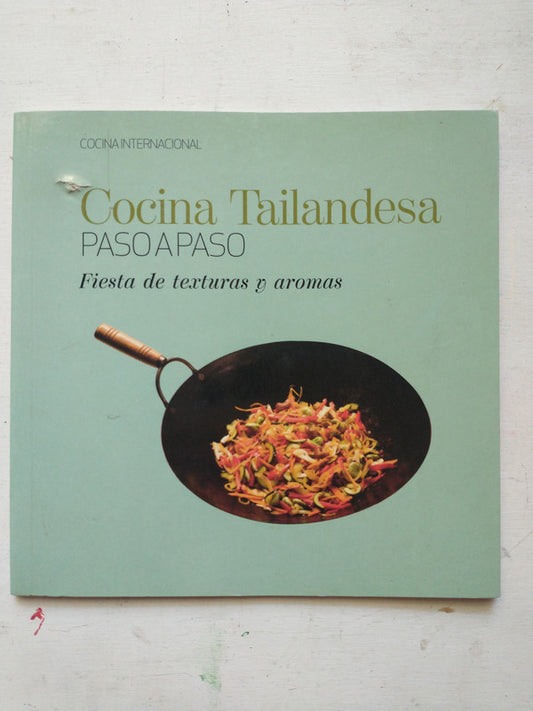 COCINA INTERNACIONAL
Cocina Tailandesa
PASO A PASO
Fiesta de texturas y aromas